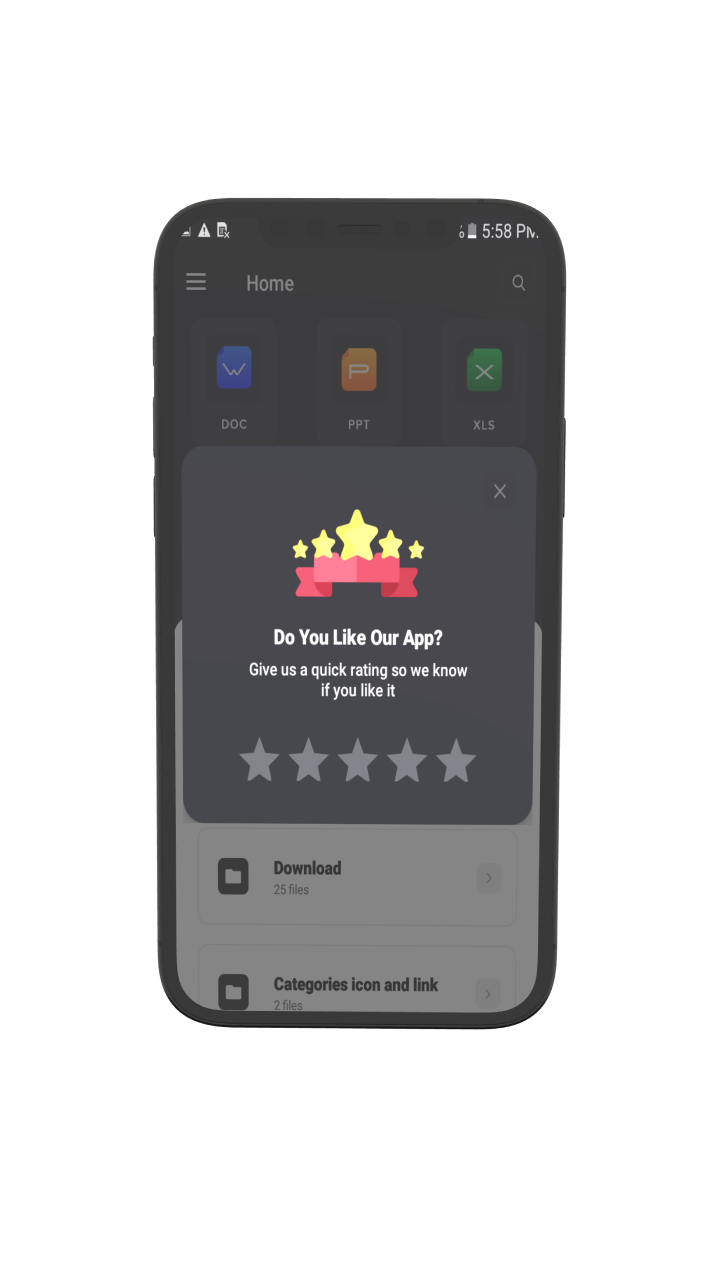 5:58 PM
Home
DOC
PPT
XLS
Do You Like Our App?
Give us a quick rating so we know
if you like it
Download
25 files
Categories icon and link
2 files